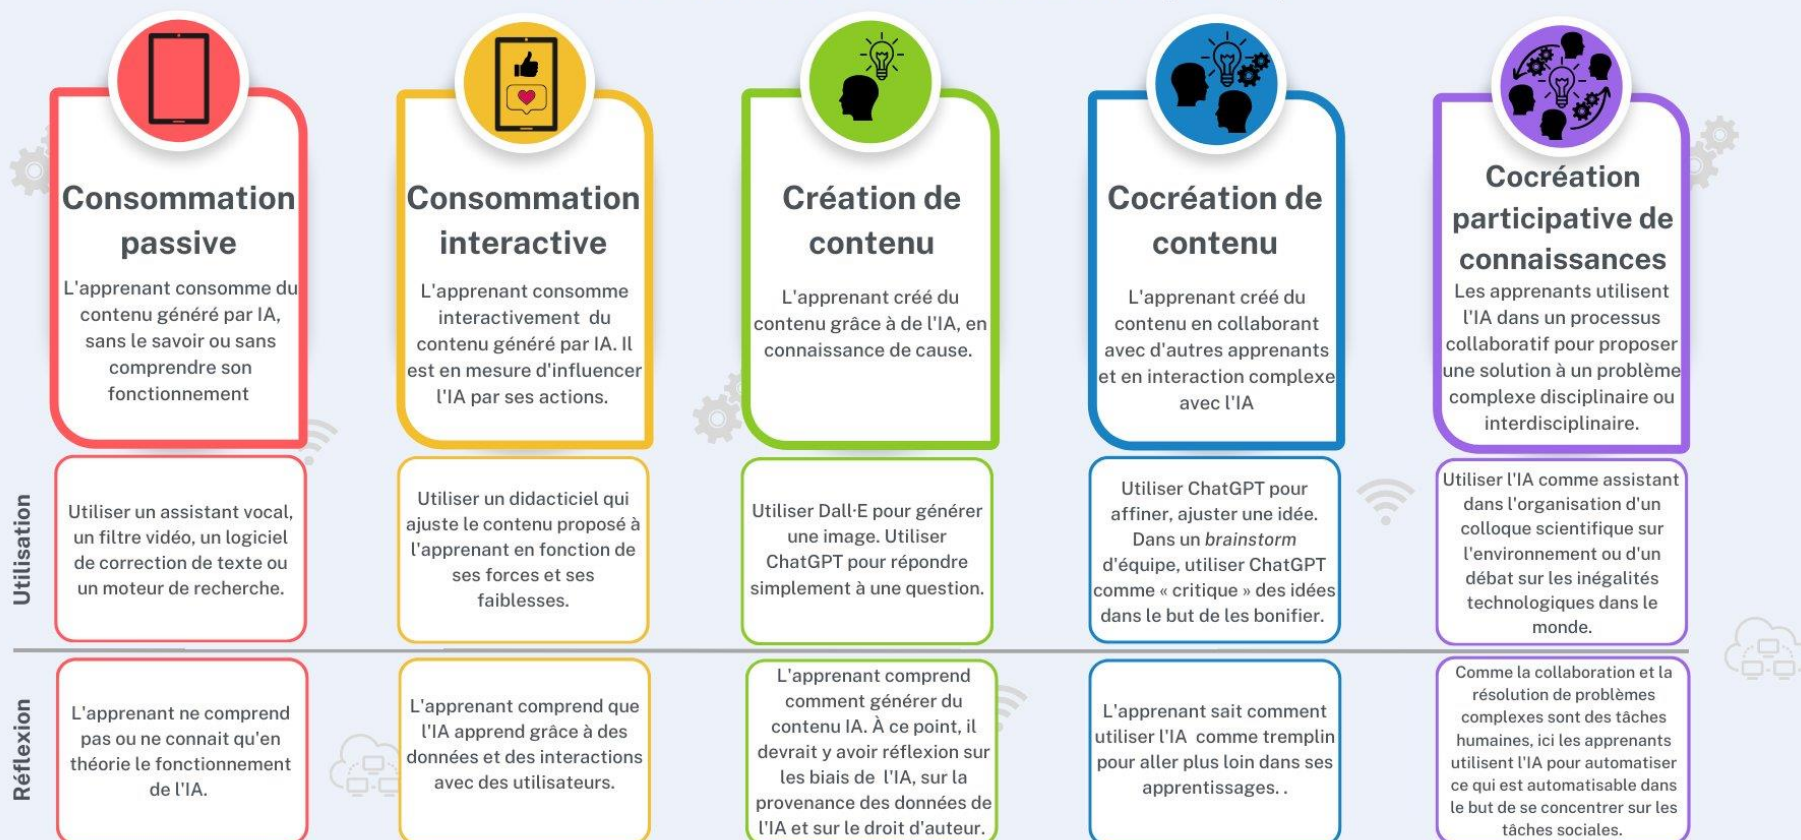 Consommation
passive
L'apprenant consomme du
contenu généré par IA,
sans le savoir ou sans
comprendre son
fonctionnement
Consommation
interactive
L'apprenant consomme
interactivement du
contenu généré par IA. Il
est en mesure d'influencer
l'IA par ses actions.
Création de
contenu
L'apprenant créé du
contenu grâce à de l'IA, en
connaissance de cause.
Cocréation de
contenu
L'apprenant créé du
contenu en collaborant
avec d'autres apprenants
et en interaction complexe
avec l'IA
Cocréation
participative de
connaissances
Les apprenants utilisent
l'IA dans un processus
collaboratif pour proposer
une solution à un problème
complexe disciplinaire ou
interdisciplinaire.
Utilisation
Utiliser un assistant vocal,
un filtre vidéo, un logiciel
de correction de texte ou
un moteur de recherche.
Utiliser un didacticiel qui
ajuste le contenu proposé à
l'apprenant en fonction de
ses forces et ses
faiblesses.
Utiliser Dall·E pour générer
une image. Utiliser
ChatGPT pour répondre
simplement à une question.
Utiliser ChatGPT pour
affiner, ajuster une idée.
Dans un brainstorm
d'équipe, utiliser ChatGPT
comme « critique » des idées
dans le but de les bonifier.
Utiliser l'IA comme assistant
dans l'organisation d'un
colloque scientifique sur
l'environnement ou d'un
débat sur les inégalités
technologiques dans le
monde.
Réflexion
L'apprenant ne comprend
pas ou ne connait qu'en
théorie le fonctionnement
de l'IA.
L'apprenant comprend que
l'IA apprend grâce à des
données et des interactions
avec des utilisateurs.
L'apprenant comprend
comment générer du
contenu IA. À ce point, il
devrait y avoir réflexion sur
les biais de l'IA, sur la
provenance des données de
l'IA et sur le droit d'auteur.
L'apprenant sait comment
utiliser l'IA comme tremplin
pour aller plus loin dans ses
apprentissages. .
Comme la collaboration et la
résolution de problèmes
complexes sont des tâches
humaines, ici les apprenants
utilisent l'IA pour automatiser
ce qui est automatisable dans
le but de se concentrer sur les
tâches sociales.